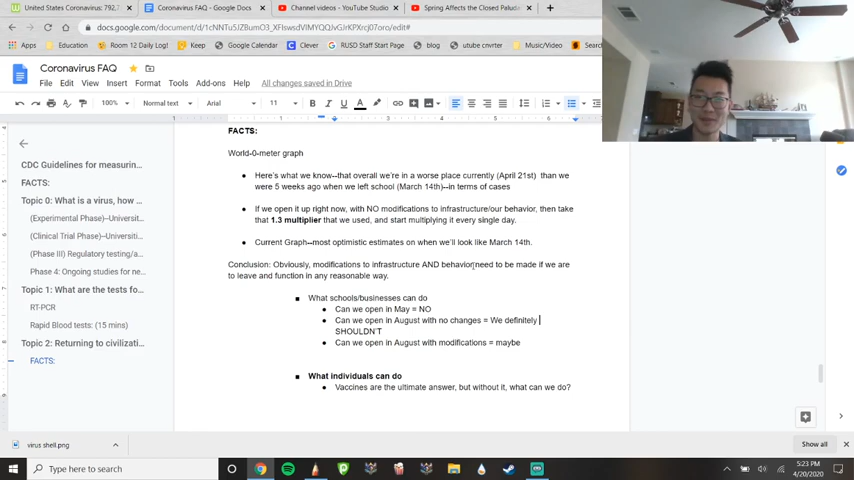 United States Coronavirus: 792,7
Coronavirus FAQ - Google Docs
Channel videos - YouTube Studio
Spring Affects the Closed Paludar
docs.google.com/document/d/1cNNTu5JZBumO3_XFIswsdVIMYQQJvGJrKPXrcj07oro/edit#
Apps
Education
Room 12 Daily Log!
Keep
Google Calendar
Clever
RUSD Staff Start Page
blog
utube cnvrter
Music/Video
Search
Coronavirus FAQ
File Edit View Insert Format Tools Add-ons Help
All changes saved in Drive
100%
Normal text
Arial
11
B I U A
CDC Guidelines for measurin...
FACTS:
Topic 0: What is a virus, how ...
(Experimental Phase)--Universit...
(Clinical Trial Phase)--Universiti...
(Phase III) Regulatory testing/a...
Phase 4: Ongoing studies for ne...
Topic 1: What are the tests fo...
RT-PCR
Rapid Blood tests: (15 mins)
Topic 2: Returning to civilizati...
FACTS:
FACTS:
World-0-meter graph
Here's what we know--that overall we're in a worse place currently (April 21st) than we
were 5 weeks ago when we left school (March 14th)--in terms of cases
If we open it up right now, with NO modifications to infrastructure/our behavior, then take
that 1.3 multiplier that we used, and start multiplying it every single day.
Current Graph--most optimistic estimates on when we'll look like March 14th.
Conclusion: Obviously, modifications to infrastructure AND behavior need to be made if we are
to leave and function in any reasonable way.
What schools/businesses can do
Can we open in May = NO
Can we open in August with no changes = We definitely
SHOULDN'T
Can we open in August with modifications = maybe
What individuals can do
Vaccines are the ultimate answer, but without it, what can we do?
virus shell.png
Show all
Type here to search
5:23 PM
4/20/2020